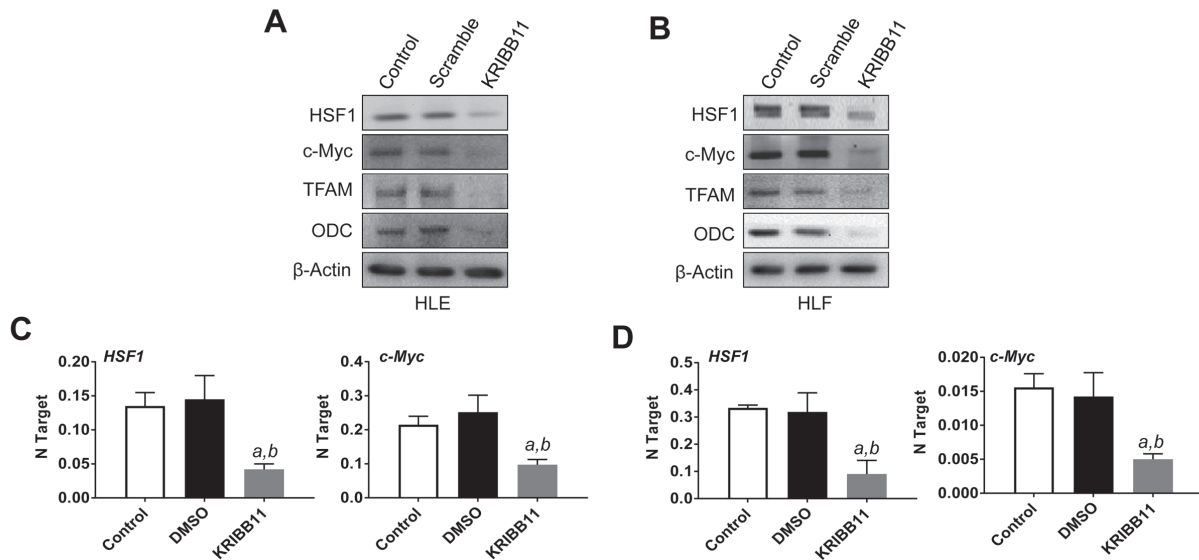 A
Control
Scramble
KRIBB11
HSF1
c-Myc
TFAM
ODC
β-Actin
HLE
B
Control
Scramble
KRIBB11
HSF1
c-Myc
TFAM
ODC
β-Actin
HLF
C
HSF1
N Target
0.20
0.15
0.10
0.05
0.00
a,b
Control
DMSO
KRIBB11
c-Myc
N Target
0.4
0.3
0.2
0.1
0.0
a,b
Control
DMSO
KRIBB11
D
HSF1
N Target
0.5
0.4
0.3
0.2
0.1
0.0
a,b
Control
DMSO
KRIBB11
c-Myc
N Target
0.020
0.015
0.010
0.005
0.000
a,b
Control
DMSO
KRIBB11